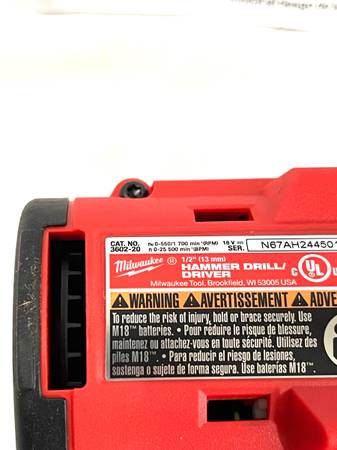 CAT. NO. n₀ 0-550/1 700 min⁻¹(RPM) 18 V
3602-20 n 0-25 500 min⁻¹(BPM) SER. N67AH244501
Milwaukee ® 1/2" (13 mm)
HAMMER DRILL/
DRIVER
C UL
Milwaukee Tool, Brookfield, WI 53005 USA
WARNING AVERTISSEMENT ADVE
To reduce the risk of injury, hold or brace securely. Use
M18™ batteries. • Pour réduire le risque de blessure,
maintenez ou attachez-vous en toute sécurité. Utilisez des
piles M18™. • Para reducir el riesgo de lesiones,
sostenga o sujete de forma segura. Use baterías M18™.